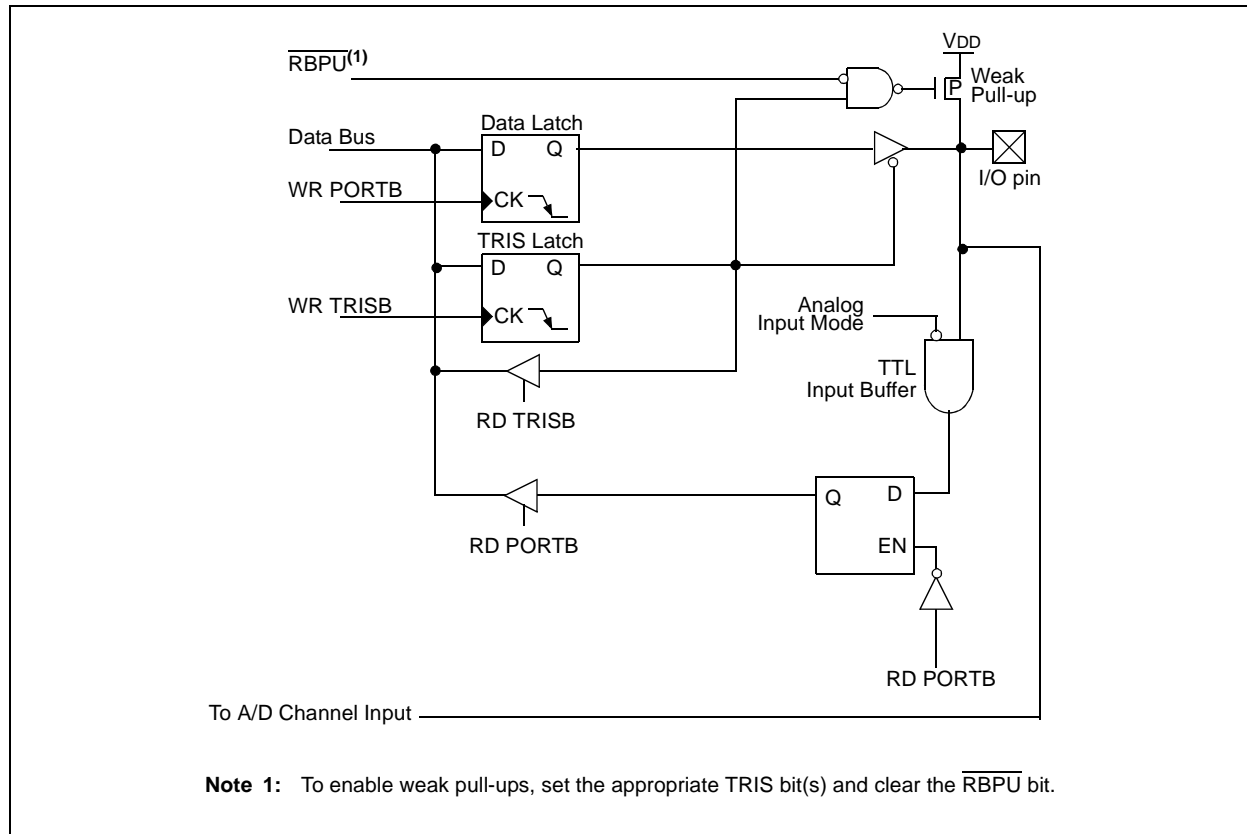 VDD
RBPU(1)
P
Weak
Pull-up
Data Latch
Data Bus
D Q
I/O pin
WR PORTB
CK
TRIS Latch
D Q
WR TRISB
CK
Analog
Input Mode
TTL
Input Buffer
RD TRISB
Q D
EN
RD PORTB
RD PORTB
To A/D Channel Input
Note 1: To enable weak pull-ups, set the appropriate TRIS bit(s) and clear the RBPU bit.